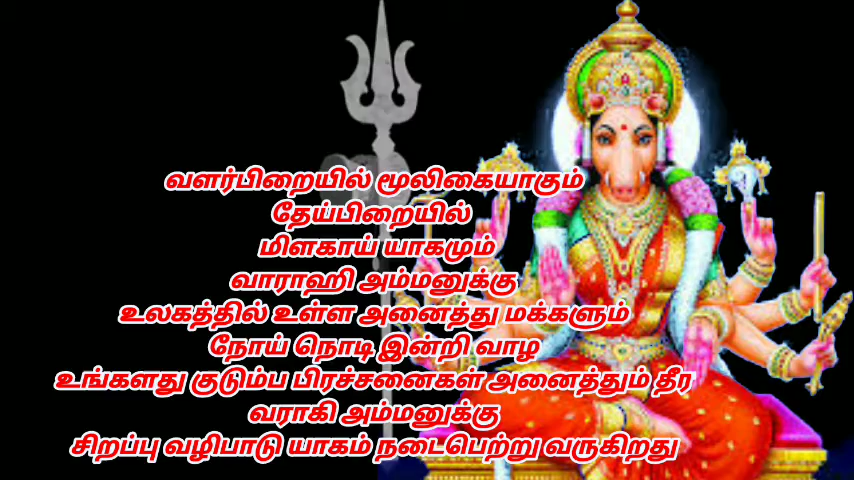 வளர்பிறையில் மூலிகையாகும்
தேய்பிறையில்
மிளகாய் யாகமும்
வாராஹி அம்மனுக்கு
உலகத்தில் உள்ள அனைத்து மக்களும்
நோய் நொடி இன்றி வாழ
உங்களது குடும்ப பிரச்சனைகள் அனைத்தும் தீர
வராகி அம்மனுக்கு
சிறப்பு வழிபாடு யாகம் நடைபெற்று வருகிறது